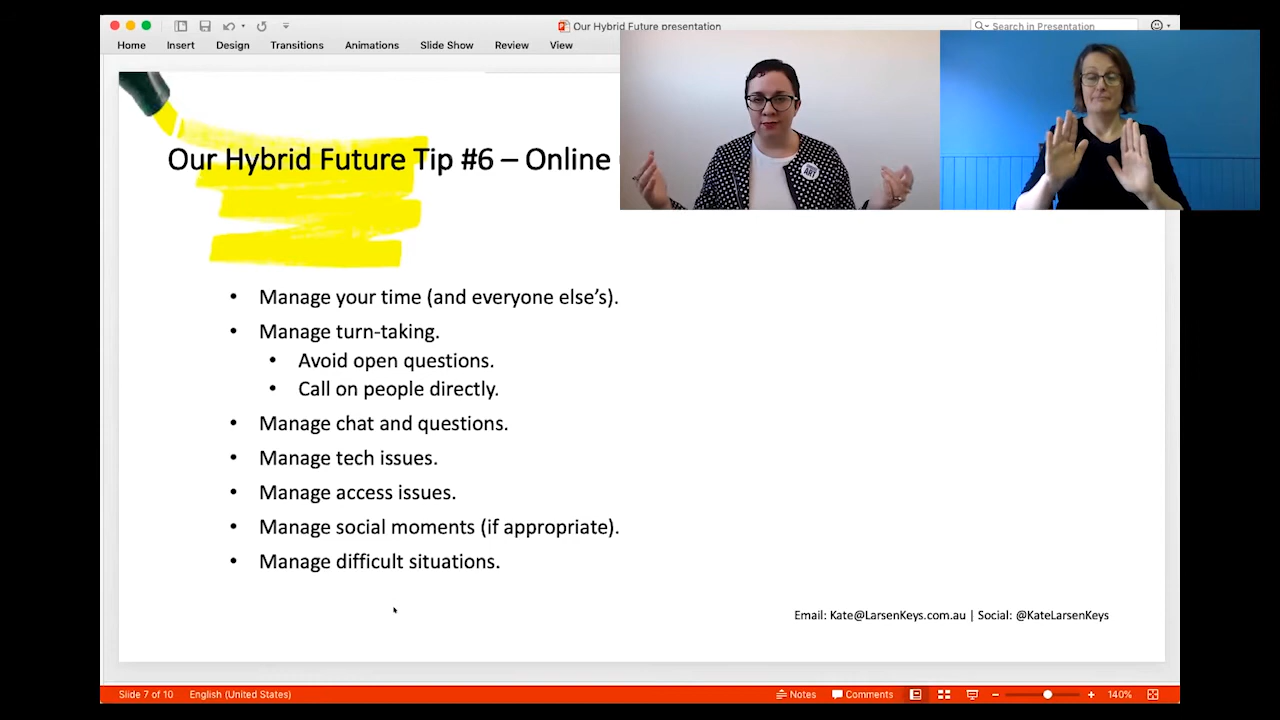 Our Hybrid Future presentation
Search in Presentation
Home Insert Design Transitions Animations Slide Show Review View
Our Hybrid Future Tip #6 – Online
ART
• Manage your time (and everyone else’s).
• Manage turn-taking.
• Avoid open questions.
• Call on people directly.
• Manage chat and questions.
• Manage tech issues.
• Manage access issues.
• Manage social moments (if appropriate).
• Manage difficult situations.
Email: Kate@LarsenKeys.com.au | Social: @KateLarsenKeys
Slide 7 of 10 English (United States) Notes Comments 140%